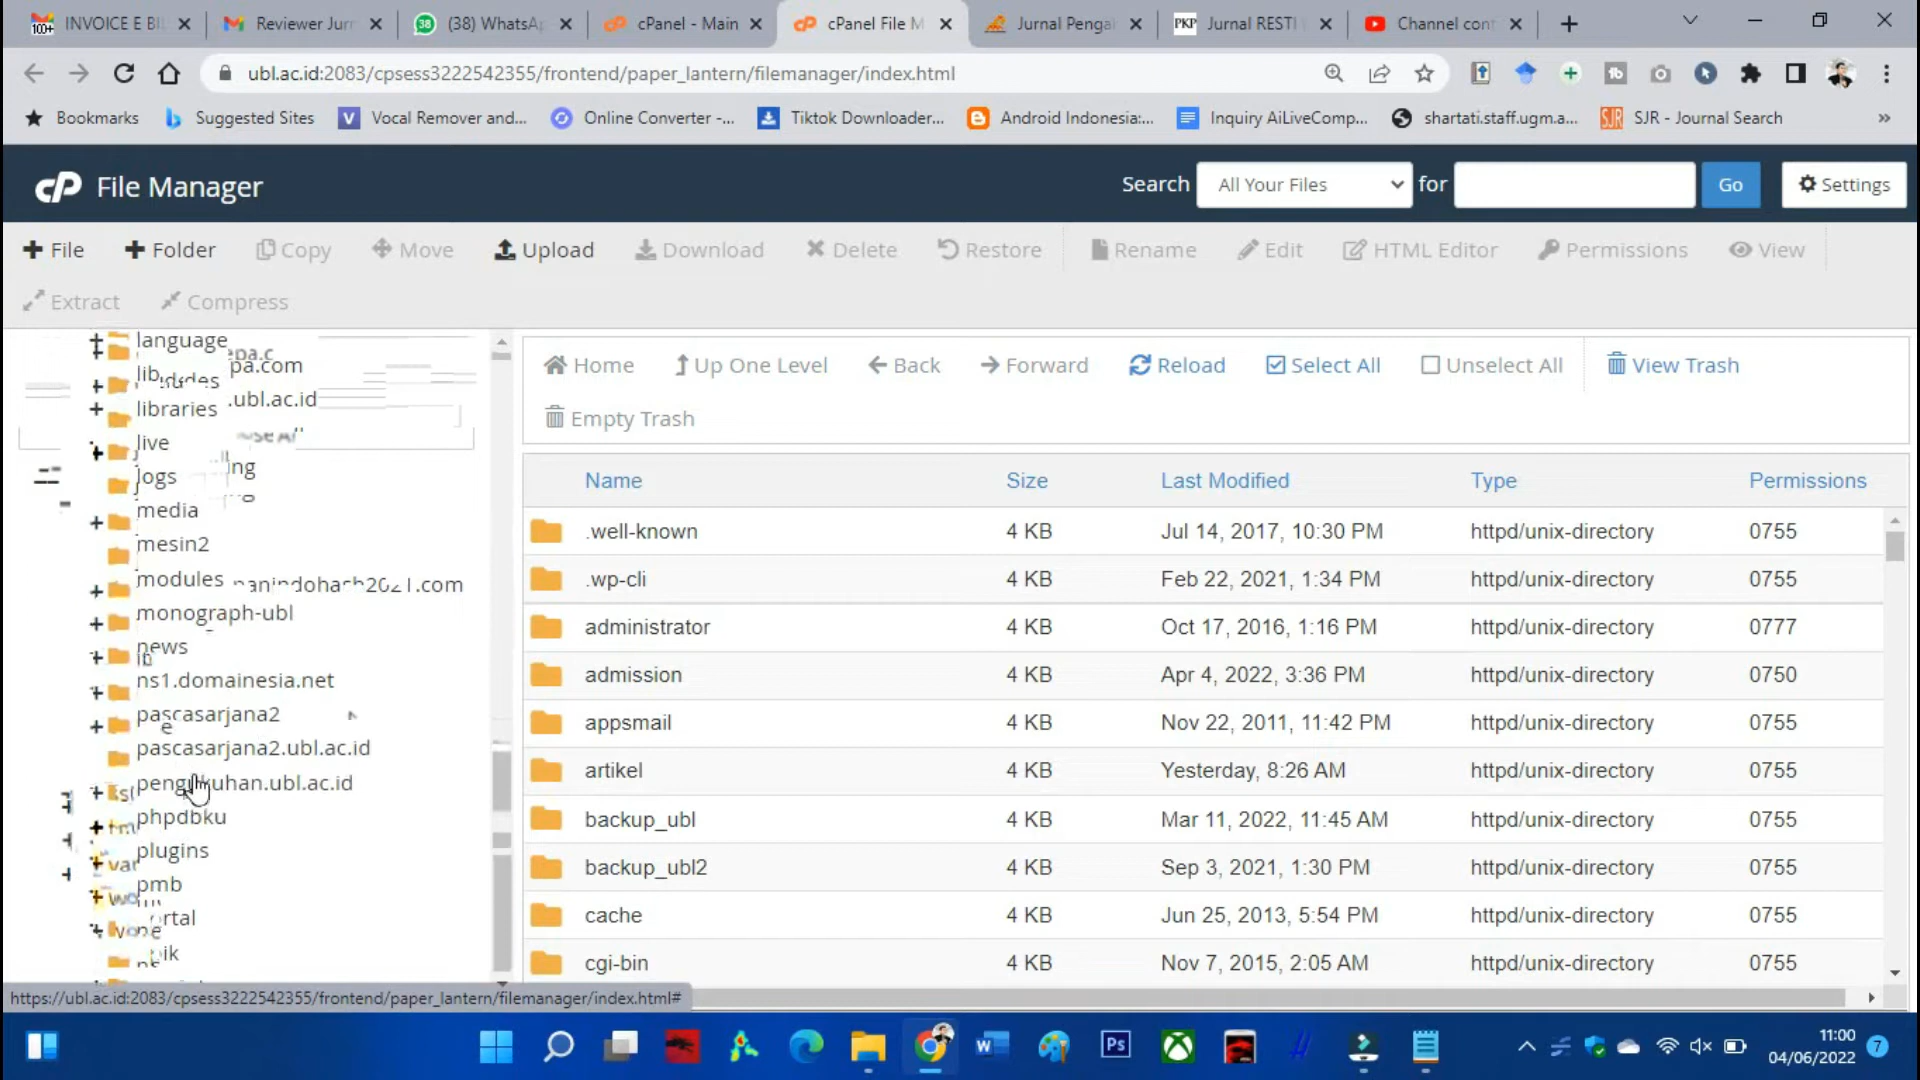 INVOICE E BI
Reviewer Jur
(38) WhatsAp
cPanel - Main
cPanel File M
Jurnal Pengal
PKP Jurnal RESTI
Channel cont
ubl.ac.id:2083/cpsess3222542355/frontend/paper_lantern/filemanager/index.html
Bookmarks
Suggested Sites
Vocal Remover and...
Online Converter -...
Tiktok Downloader...
Android Indonesia:...
Inquiry AiLiveComp...
shartati.staff.ugm.a...
SJR SJR - Journal Search
cP File Manager
Search All Your Files for Go Settings
File Folder Copy Move Upload Download Delete Restore Rename Edit HTML Editor Permissions View
Extract Compress
language
lib
libraries
live
logs
media
mesin2
modules
monograph-ubl
news
ns1.domainesia.net
pascasarjana2
pascasarjana2.ubl.ac.id
pengukuhan.ubl.ac.id
phpdbku
plugins
pmb
Home Up One Level Back Forward Reload Select All Unselect All View Trash
Empty Trash
Name Size Last Modified Type Permissions
.well-known 4 KB Jul 14, 2017, 10:30 PM httpd/unix-directory 0755
.wp-cli 4 KB Feb 22, 2021, 1:34 PM httpd/unix-directory 0755
administrator 4 KB Oct 17, 2016, 1:16 PM httpd/unix-directory 0777
admission 4 KB Apr 4, 2022, 3:36 PM httpd/unix-directory 0750
appsmail 4 KB Nov 22, 2011, 11:42 PM httpd/unix-directory 0755
artikel 4 KB Yesterday, 8:26 AM httpd/unix-directory 0755
backup_ubl 4 KB Mar 11, 2022, 11:45 AM httpd/unix-directory 0755
backup_ubl2 4 KB Sep 3, 2021, 1:30 PM httpd/unix-directory 0755
cache 4 KB Jun 25, 2013, 5:54 PM httpd/unix-directory 0755
cgi-bin 4 KB Nov 7, 2015, 2:05 AM httpd/unix-directory 0755
https://ubl.ac.id:2083/cpsess3222542355/frontend/paper_lantern/filemanager/index.html#
11:00
04/06/2022
7